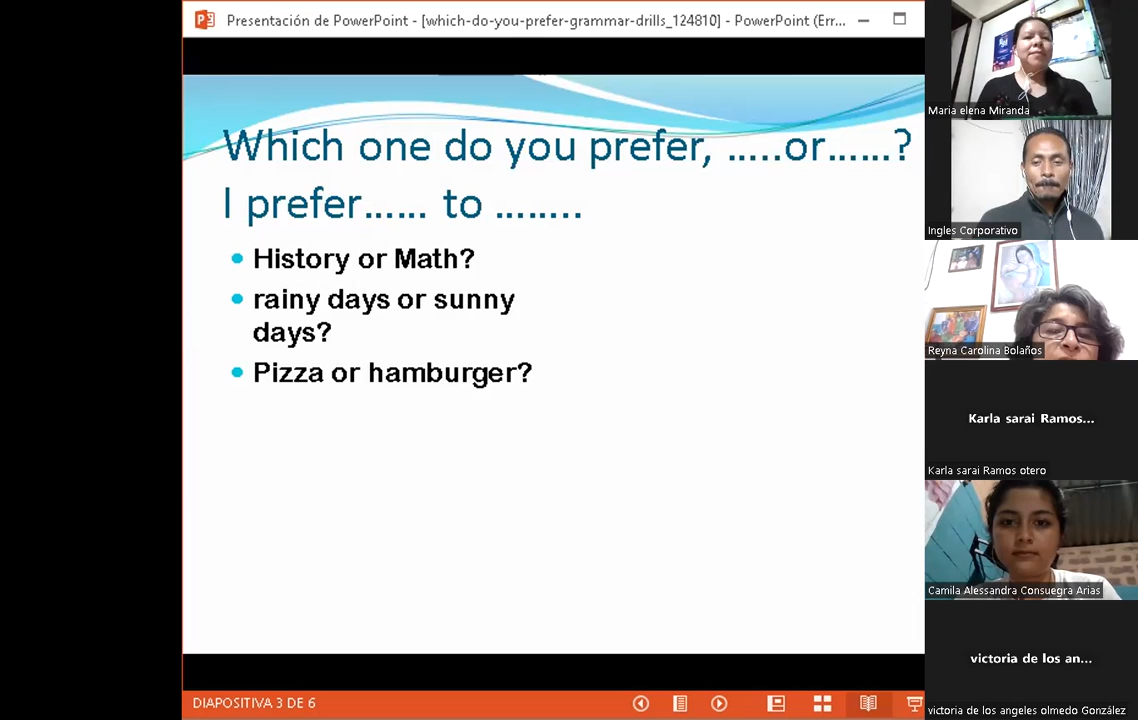 Presentación de PowerPoint - [which-do-you-prefer-grammar-drills_124810] - PowerPoint (Err...
Which one do you prefer, .....or......?
I prefer...... to ........
History or Math?
rainy days or sunny
days?
Pizza or hamburger?
DIAPOSITIVA 3 DE 6
Maria elena Miranda
Ingles Corporativo
Reyna Carolina Bolaños
Karla sarai Ramos...
Karla sarai Ramos otero
Camila Alessandra Consuegra Arias
victoria de los an...
victoria de los angeles olmedo González